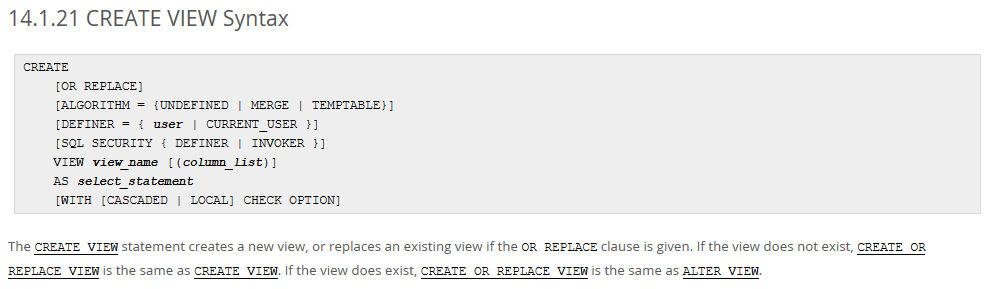 14.1.21 CREATE VIEW Syntax
CREATE
    [OR REPLACE]
    [ALGORITHM = {UNDEFINED | MERGE | TEMPTABLE}]
    [DEFINER = { user | CURRENT_USER }]
    [SQL SECURITY { DEFINER | INVOKER }]
    VIEW view_name [(column_list)]
    AS select_statement
    [WITH [CASCADED | LOCAL] CHECK OPTION]
The CREATE VIEW statement creates a new view, or replaces an existing view if the OR REPLACE clause is given. If the view does not exist, CREATE OR
REPLACE VIEW is the same as CREATE VIEW. If the view does exist, CREATE OR REPLACE VIEW is the same as ALTER VIEW.